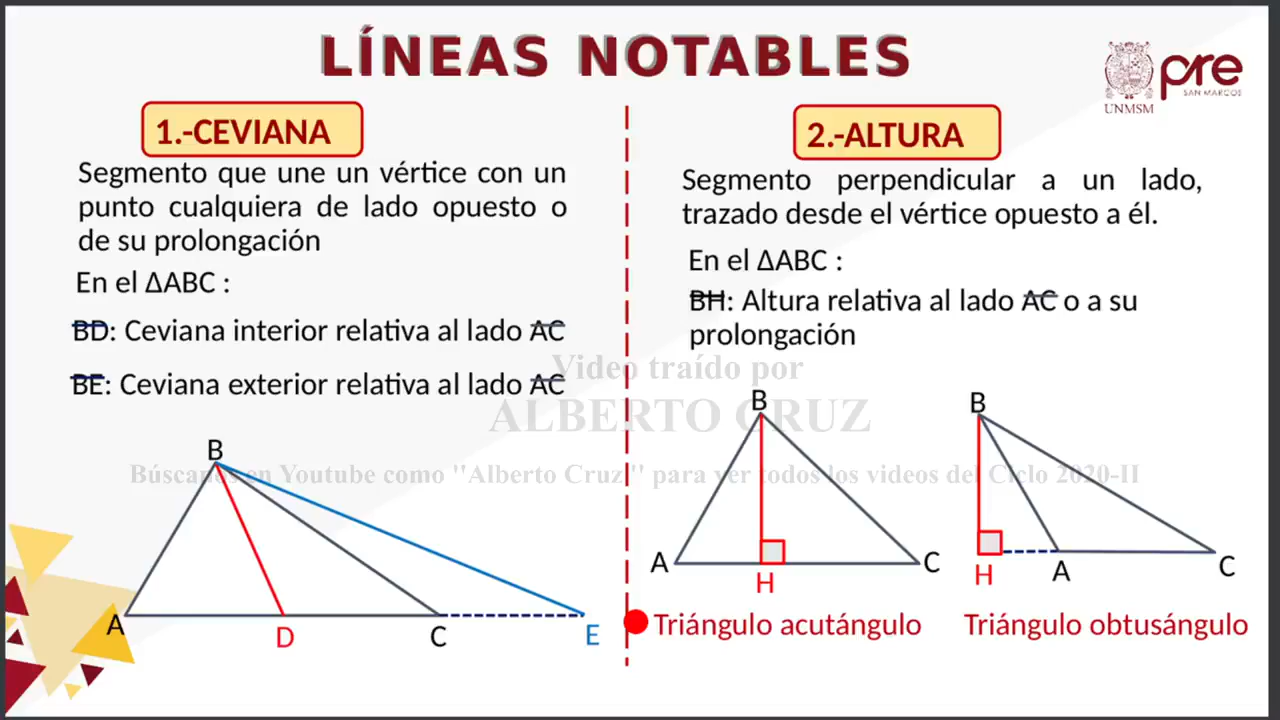 LÍNEAS NOTABLES
UNMSM
pre
SAN MARCOS
1.-CEVIANA
Segmento que une un vértice con un
punto cualquiera de lado opuesto o
de su prolongación
En el ΔABC :
BD: Ceviana interior relativa al lado AC
BE: Ceviana exterior relativa al lado AC
B
A
D
C
E
2.-ALTURA
Segmento perpendicular a un lado,
trazado desde el vértice opuesto a él.
En el ΔABC :
BH: Altura relativa al lado AC o a su
prolongación
B
A
H
C
Triángulo acutángulo
B
H
A
C
Triángulo obtusángulo
Video traído por
ALBERTO CRUZ
Búscanos en Youtube como "Alberto Cruz" para ver todos los videos del Ciclo 2020-II